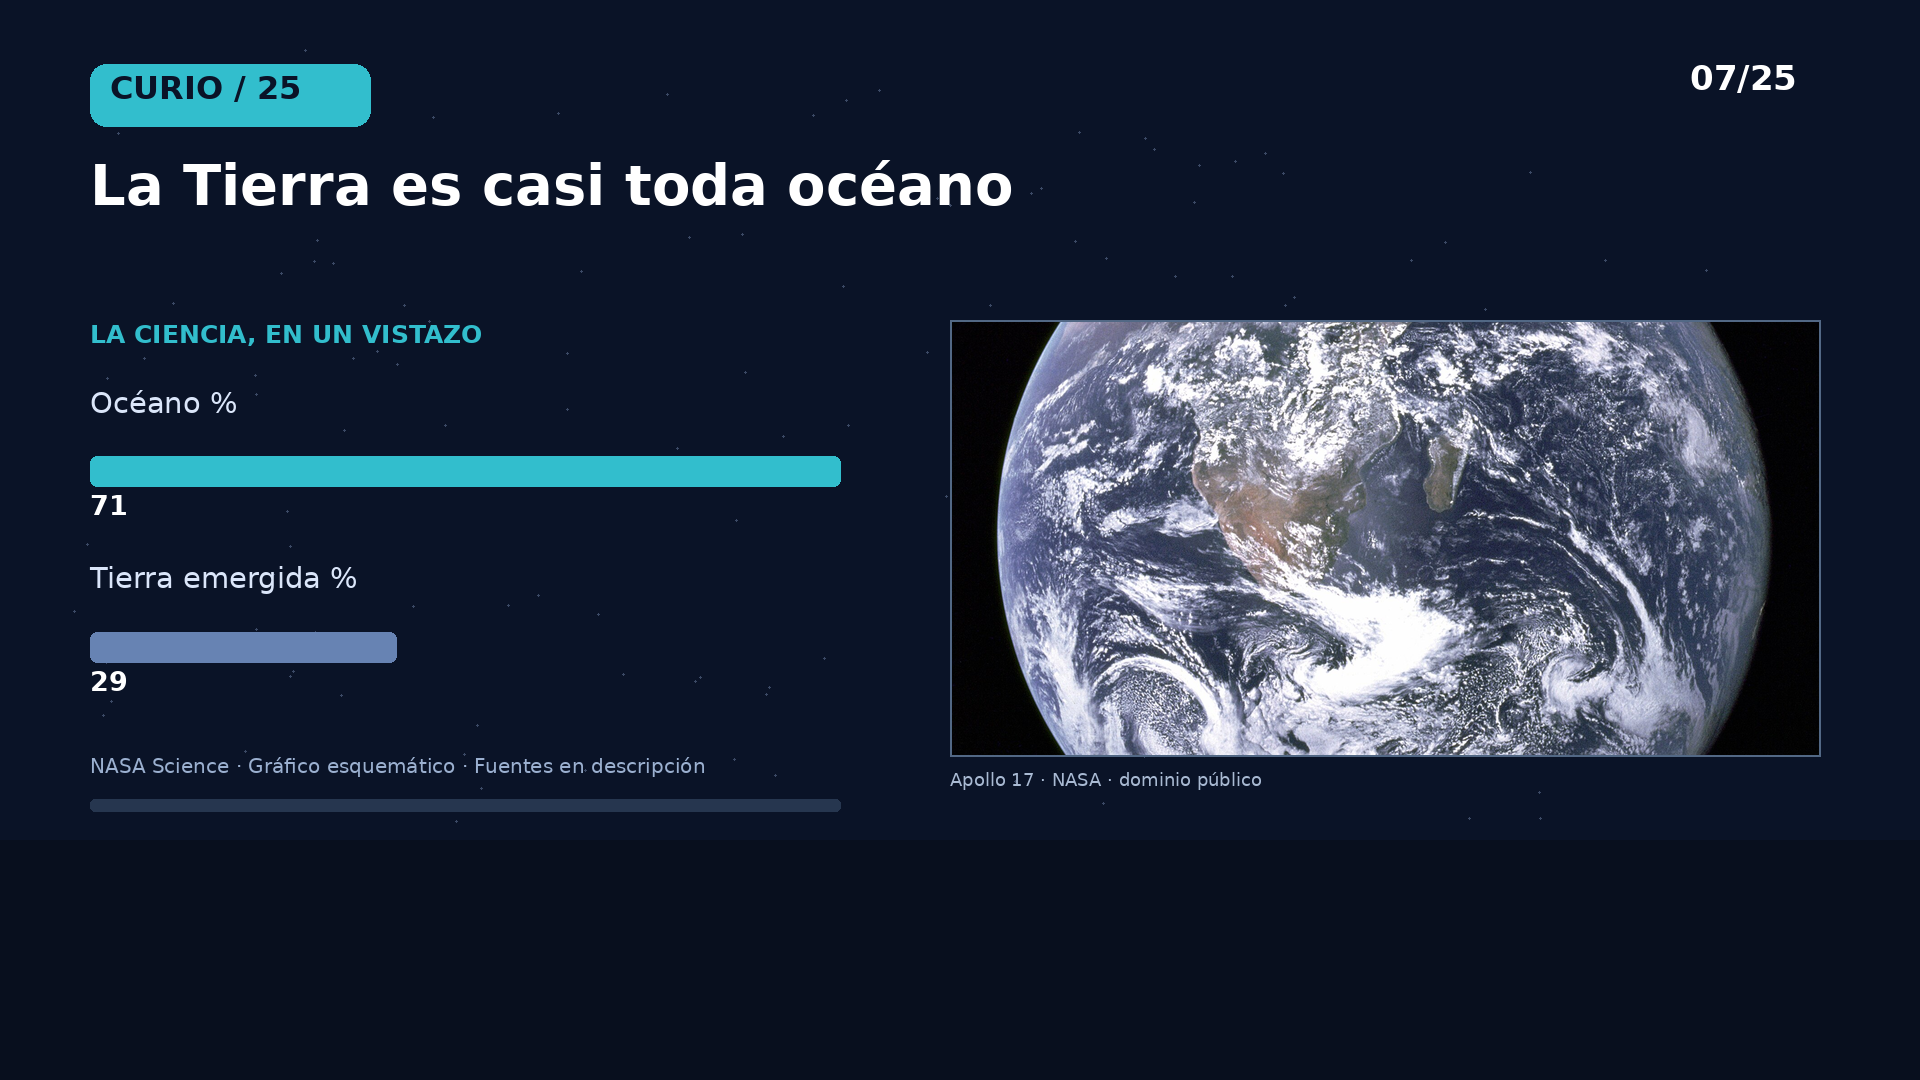 CURIO / 25
07/25
La Tierra es casi toda océano
LA CIENCIA, EN UN VISTAZO
Océano %
71
Tierra emergida %
29
NASA Science · Gráfico esquemático · Fuentes en descripción
Apollo 17 · NASA · dominio público